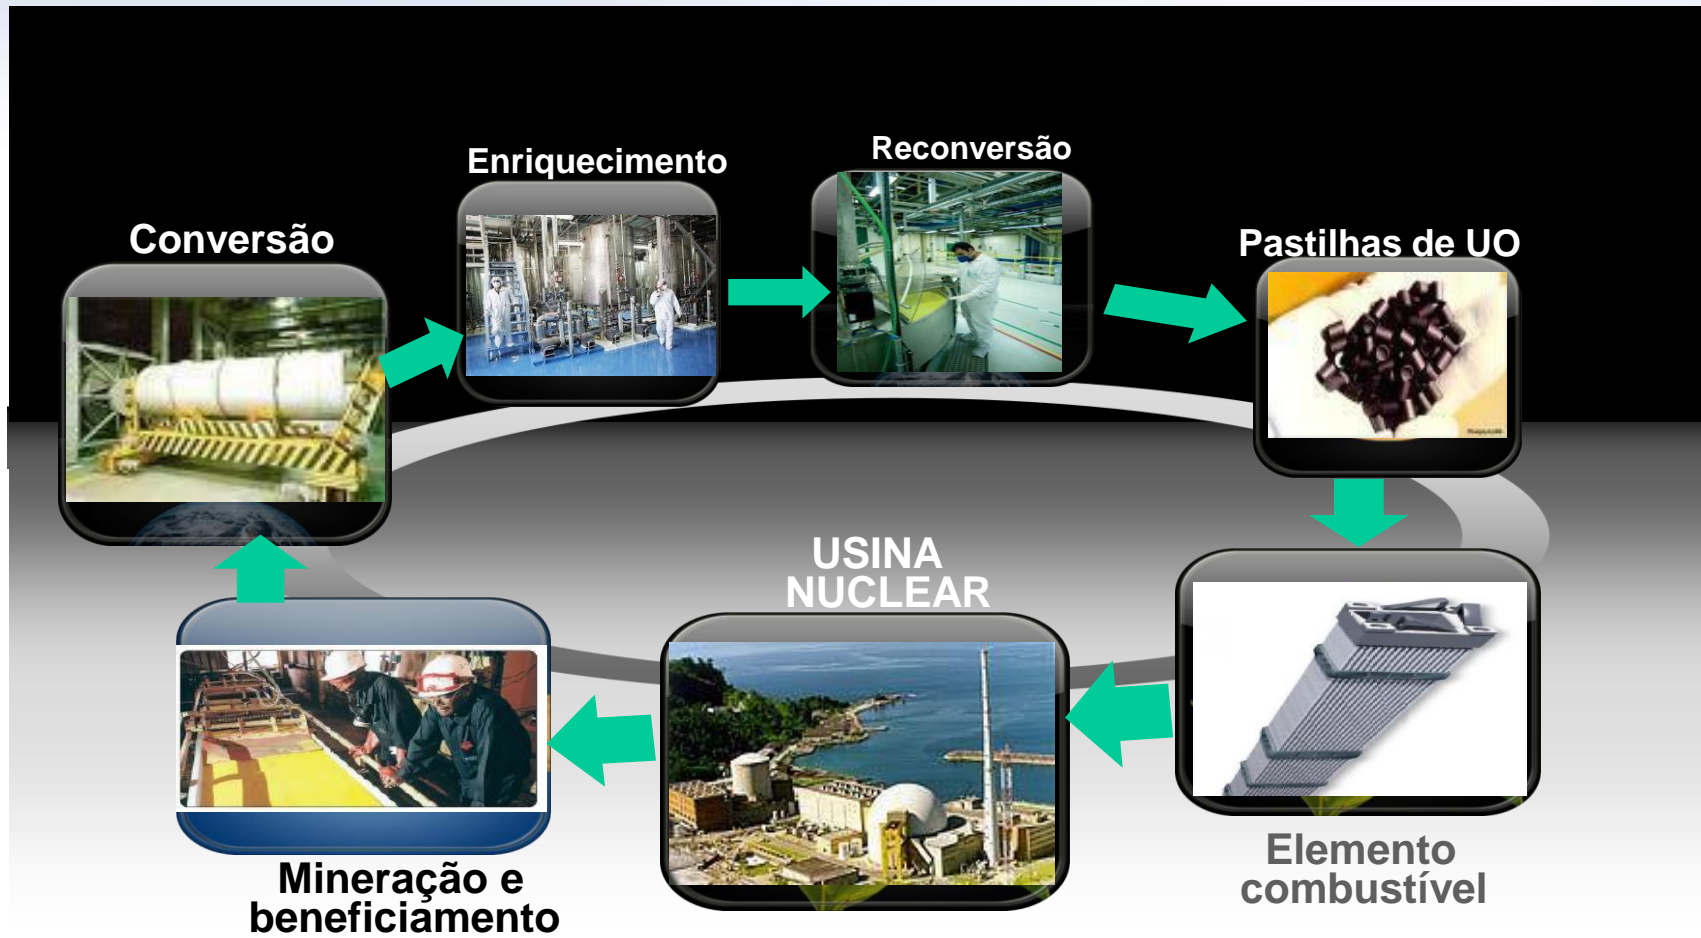 Enriquecimento
Reconversão
Conversão
Pastilhas de UO
USINA
NUCLEAR
Elemento
combustível
Mineração e
beneficiamento